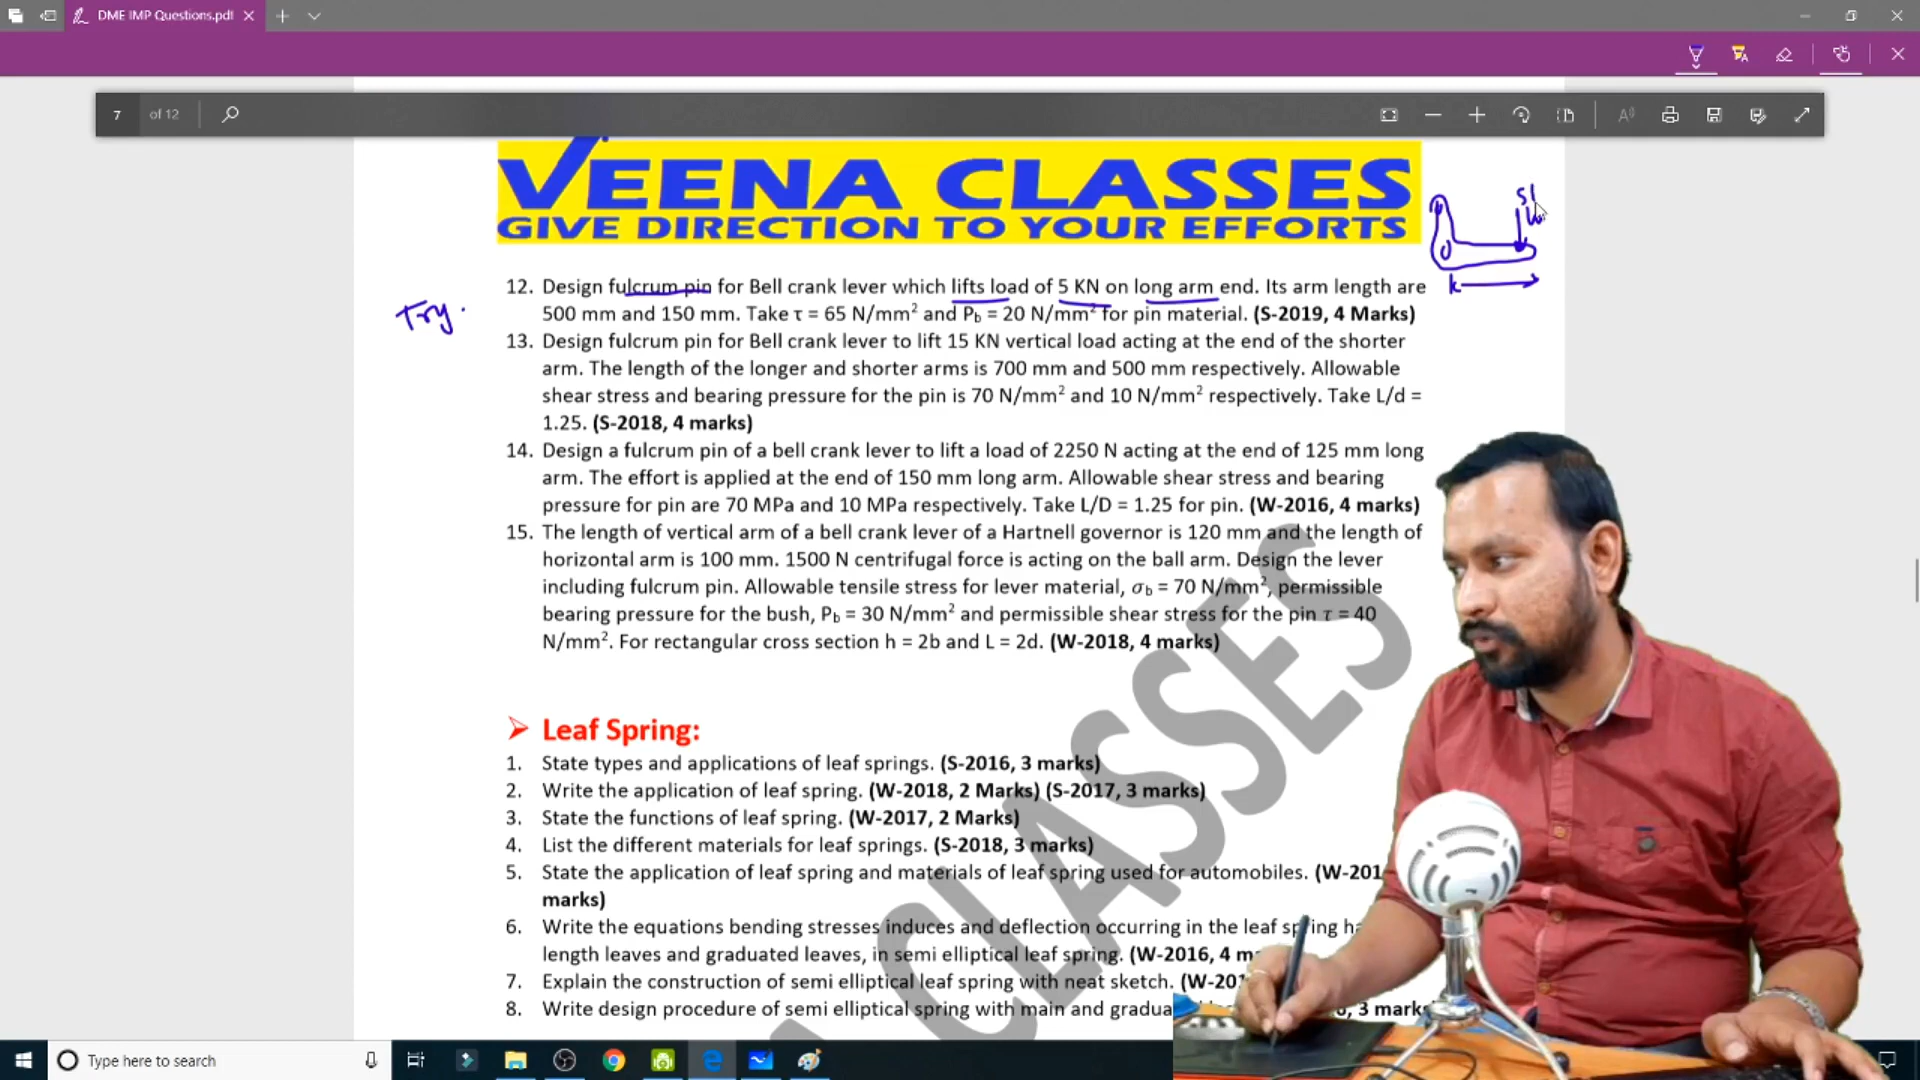 DME IMP Questions.pdf
7 of 12
VEENA CLASSES
GIVE DIRECTION TO YOUR EFFORTS
12. Design fulcrum pin for Bell crank lever which lifts load of 5 KN on long arm end. Its arm length are
500 mm and 150 mm. Take τ = 65 N/mm² and Pb = 20 N/mm² for pin material. (S-2019, 4 Marks)
Try.
13. Design fulcrum pin for Bell crank lever to lift 15 KN vertical load acting at the end of the shorter
arm. The length of the longer and shorter arms is 700 mm and 500 mm respectively. Allowable
shear stress and bearing pressure for the pin is 70 N/mm² and 10 N/mm² respectively. Take L/d =
1.25. (S-2018, 4 marks)
14. Design a fulcrum pin of a bell crank lever to lift a load of 2250 N acting at the end of 125 mm long
arm. The effort is applied at the end of 150 mm long arm. Allowable shear stress and bearing
pressure for pin are 70 MPa and 10 MPa respectively. Take L/D = 1.25 for pin. (W-2016, 4 marks)
15. The length of vertical arm of a bell crank lever of a Hartnell governor is 120 mm and the length of
horizontal arm is 100 mm. 1500 N centrifugal force is acting on the ball arm. Design the lever
including fulcrum pin. Allowable tensile stress for lever material, σb = 70 N/mm², permissible
bearing pressure for the bush, Pb = 30 N/mm² and permissible shear stress for the pin τ = 40
N/mm². For rectangular cross section h = 2b and L = 2d. (W-2018, 4 marks)
Leaf Spring:
1. State types and applications of leaf springs. (S-2016, 3 marks)
2. Write the application of leaf spring. (W-2018, 2 Marks) (S-2017, 3 marks)
3. State the functions of leaf spring. (W-2017, 2 Marks)
4. List the different materials for leaf springs. (S-2018, 3 marks)
5. State the application of leaf spring and materials of leaf spring used for automobiles. (W-201
marks)
6. Write the equations bending stresses induces and deflection occurring in the leaf spring ha
length leaves and graduated leaves, in semi elliptical leaf spring. (W-2016, 4 m
7. Explain the construction of semi elliptical leaf spring with neat sketch. (W-20
8. Write design procedure of semi elliptical spring with main and gradua , 3 mark
CLASSES
Type here to search